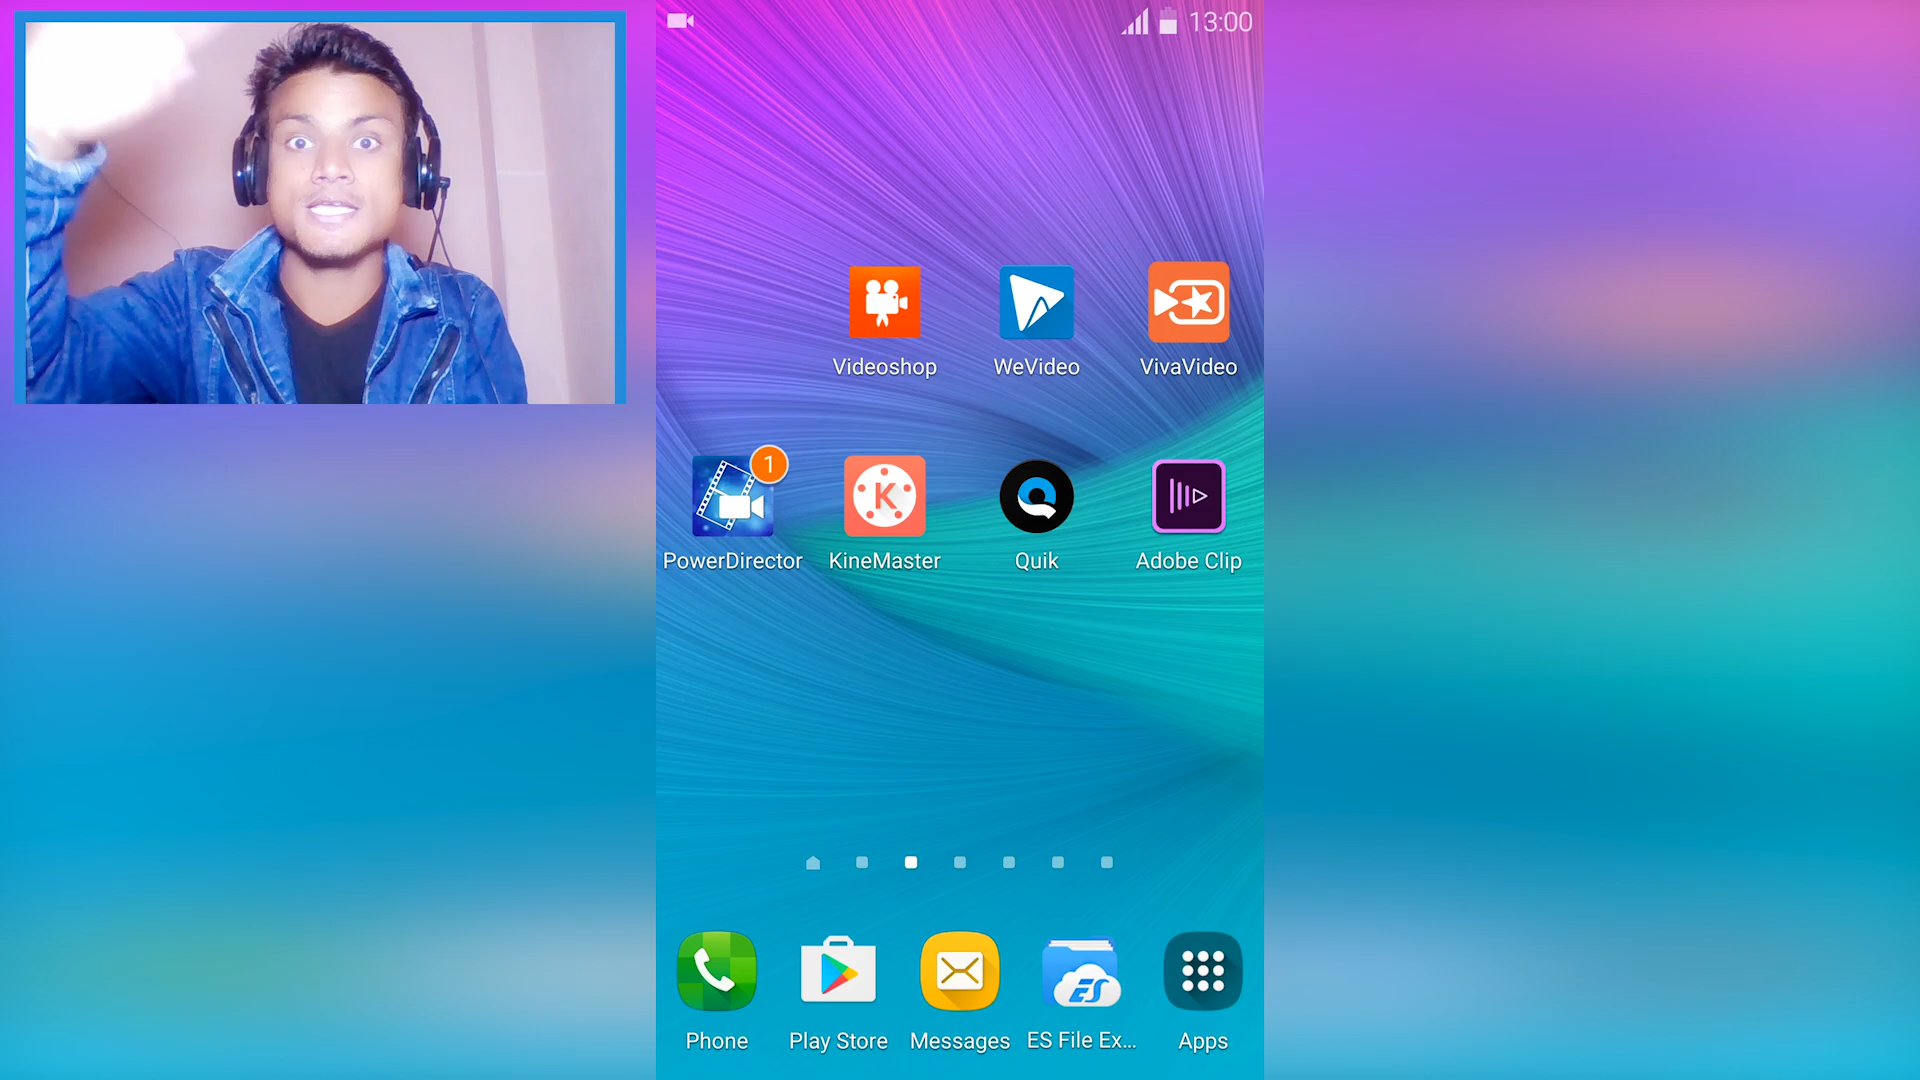 13:00
Videoshop
WeVideo
VivaVideo
1
K
PowerDirector
KineMaster
Quik
Adobe Clip
ES
Phone
Play Store
Messages
ES File Ex...
Apps